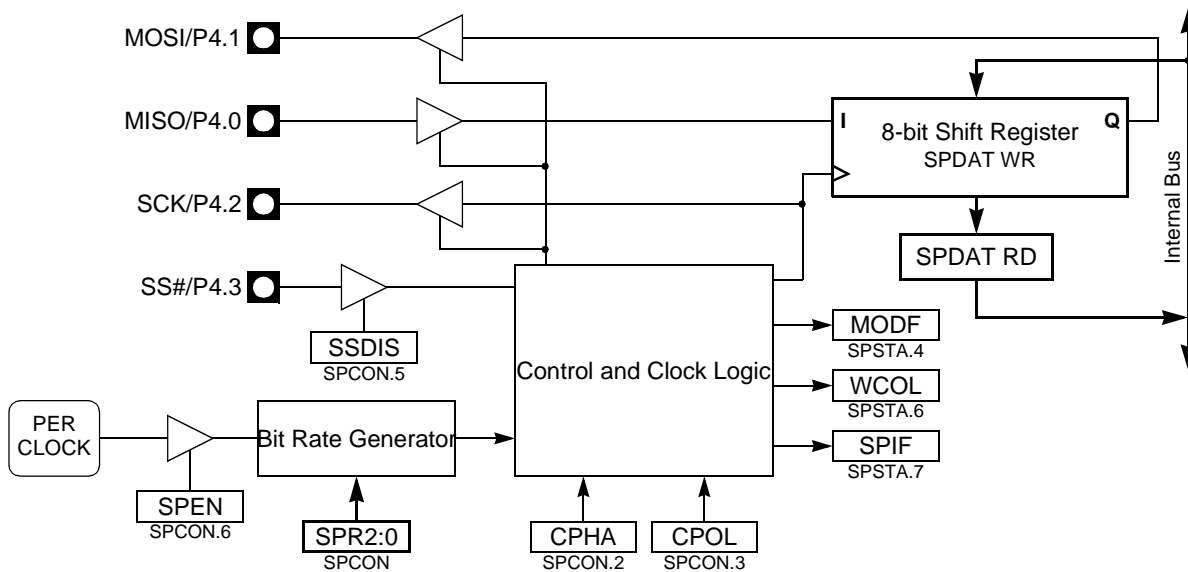 MOSI/P4.1
MISO/P4.0
I
8-bit Shift Register
Q
SPDAT WR
SCK/P4.2
Internal Bus
SPDAT RD
SS#/P4.3
MODF
SPSTA.4
SSDIS
SPCON.5
Control and Clock Logic
WCOL
SPSTA.6
PER
CLOCK
Bit Rate Generator
SPIF
SPSTA.7
SPEN
SPCON.6
SPR2:0
SPCON
CPHA
SPCON.2
CPOL
SPCON.3